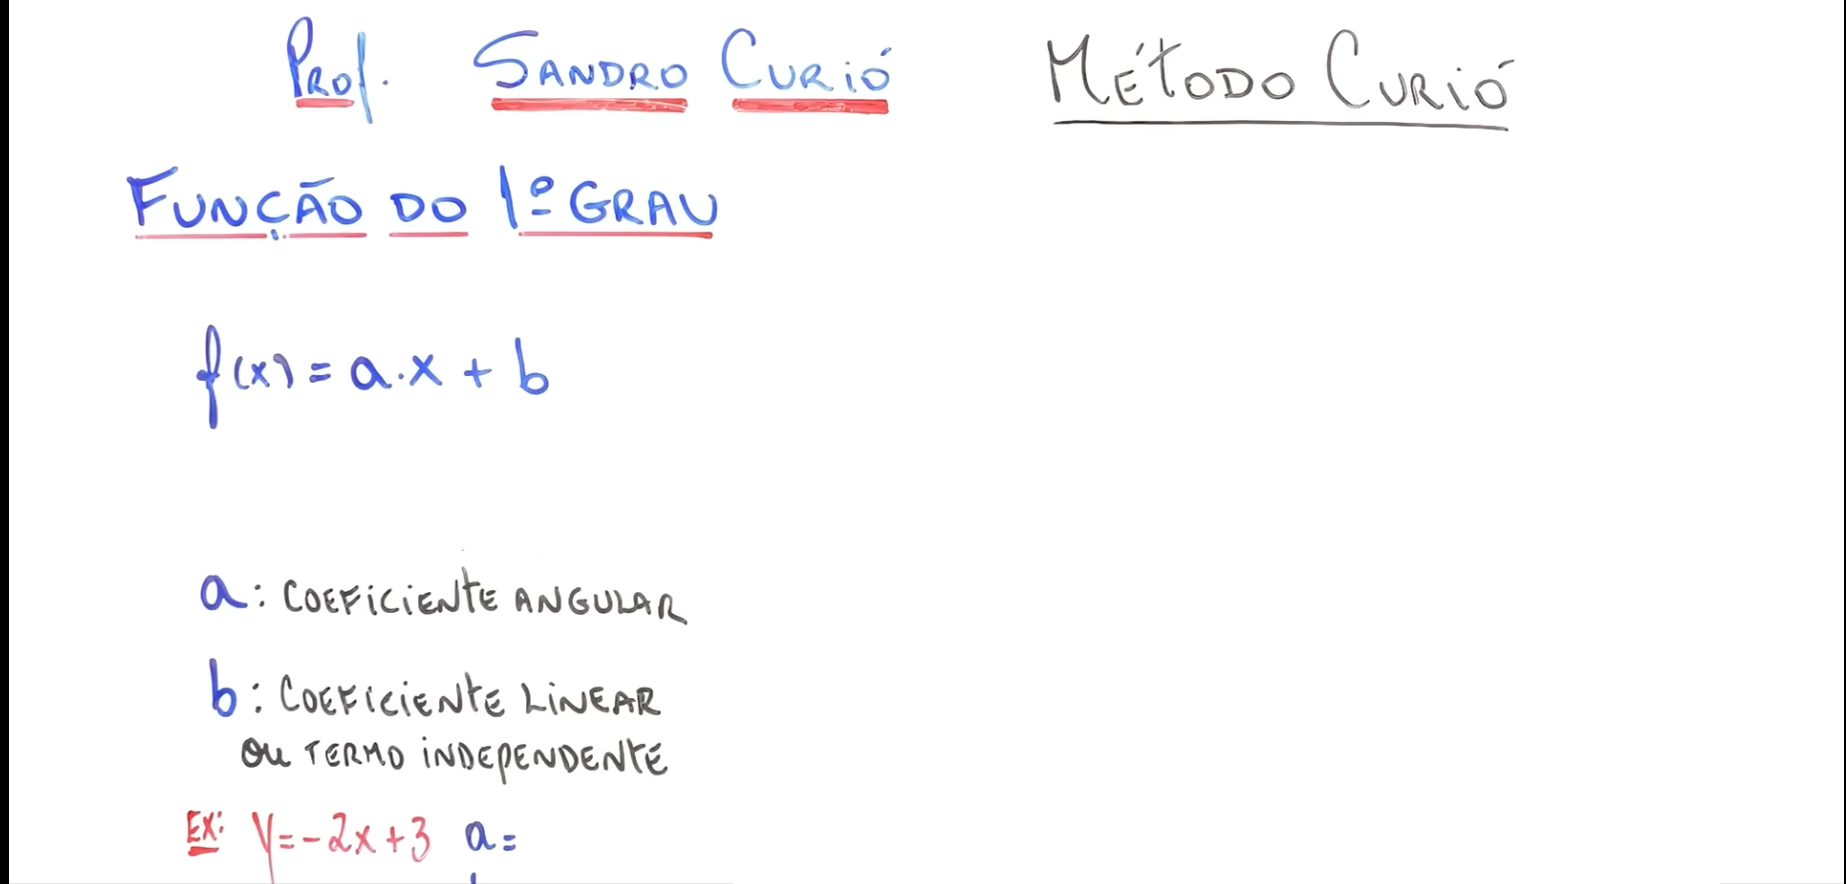 Prof. SANDRO CURIÓ
MÉTODO CURIÓ
FUNÇÃO DO 1º GRAU
f(x) = a.x + b
a: COEFICIENTE ANGULAR
b: COEFICIENTE LINEAR
OU TERMO INDEPENDENTE
EX: y=-2x+3 a=